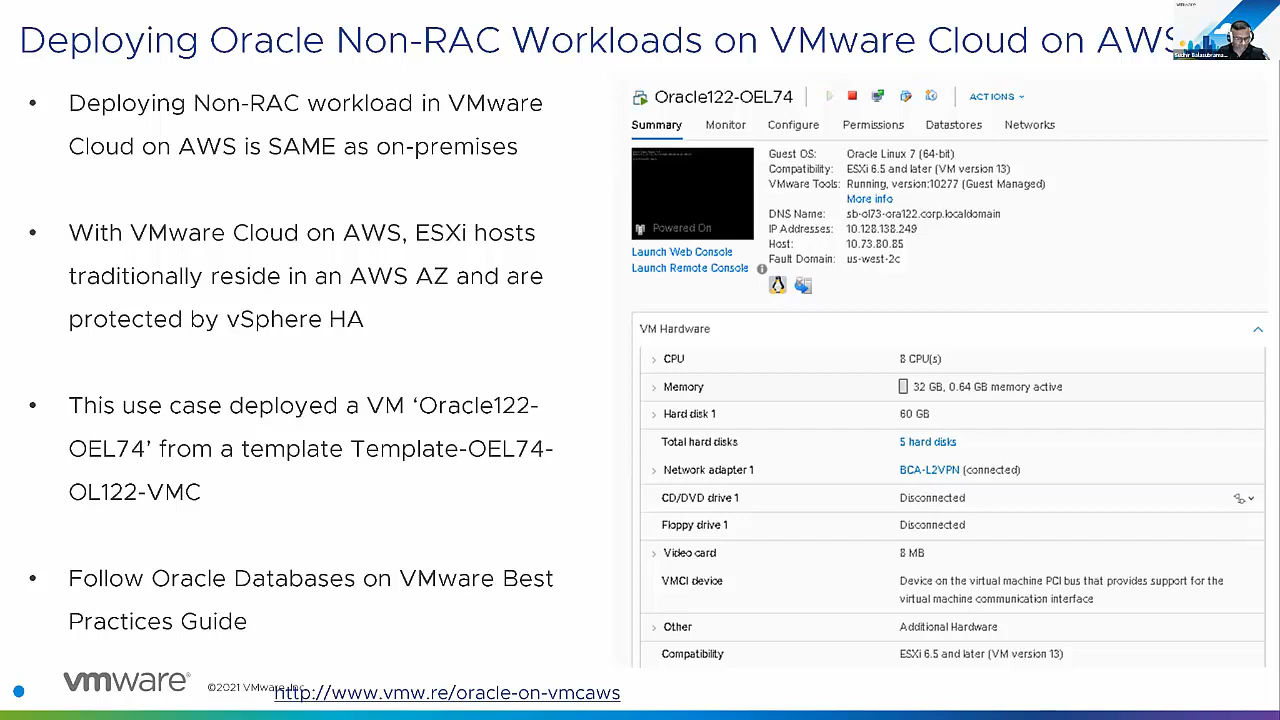 Deploying Oracle Non-RAC Workloads on VMware Cloud on AWS
vmware
• Deploying Non-RAC workload in VMware
Cloud on AWS is SAME as on-premises
• With VMware Cloud on AWS, ESXi hosts
traditionally reside in an AWS AZ and are
protected by vSphere HA
• This use case deployed a VM ‘Oracle122-
OEL74’ from a template Template-OEL74-
OL122-VMC
• Follow Oracle Databases on VMware Best
Practices Guide
Oracle122-OEL74 ACTIONS
Summary Monitor Configure Permissions Datastores Networks
Powered On
Launch Web Console
Launch Remote Console
Guest OS: Oracle Linux 7 (64-bit)
Compatibility: ESXi 6.5 and later (VM version 13)
VMware Tools: Running, version:10277 (Guest Managed)
More info
DNS Name: sb-ol73-ora122.corp.localdomain
IP Addresses: 10.128.138.249
Host: 10.73.80.85
Fault Domain: us-west-2c
VM Hardware
CPU 8 CPU(s)
Memory 32 GB, 0.64 GB memory active
Hard disk 1 60 GB
Total hard disks 5 hard disks
Network adapter 1 BCA-L2VPN (connected)
CD/DVD drive 1 Disconnected
Floppy drive 1 Disconnected
Video card 8 MB
VMCI device Device on the virtual machine PCI bus that provides support for the
virtual machine communication interface
Other Additional Hardware
Compatibility ESXi 6.5 and later (VM version 13)
vmware ©2021 VMware, Inc.
http://www.vmw.re/oracle-on-vmcaws